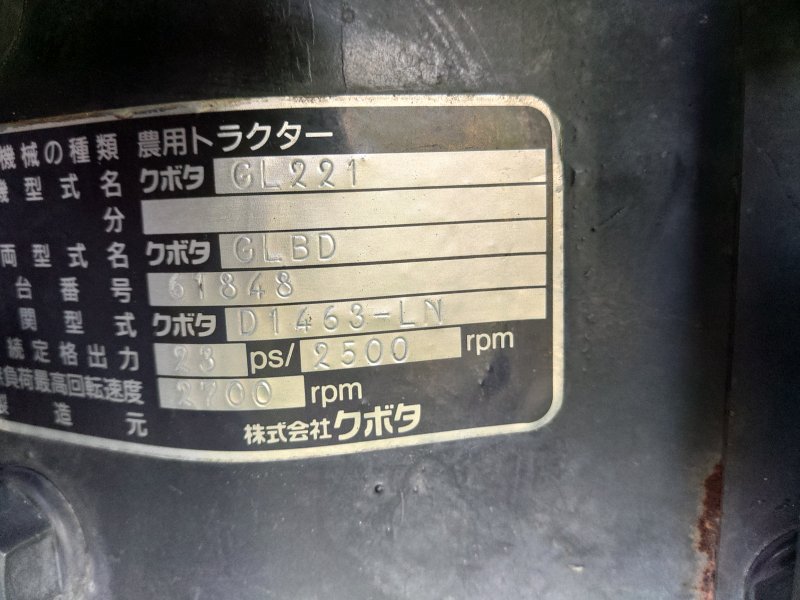 機械の種類 農用トラクター
機型式名 クボタ GL221
分
両型式名 クボタ GLBD
台番号 61848
関型式 クボタ D1463-LN
続定格出力 23 ps/ 2500 rpm
負荷最高回転速度 2700 rpm
製造元 株式会社クボタ